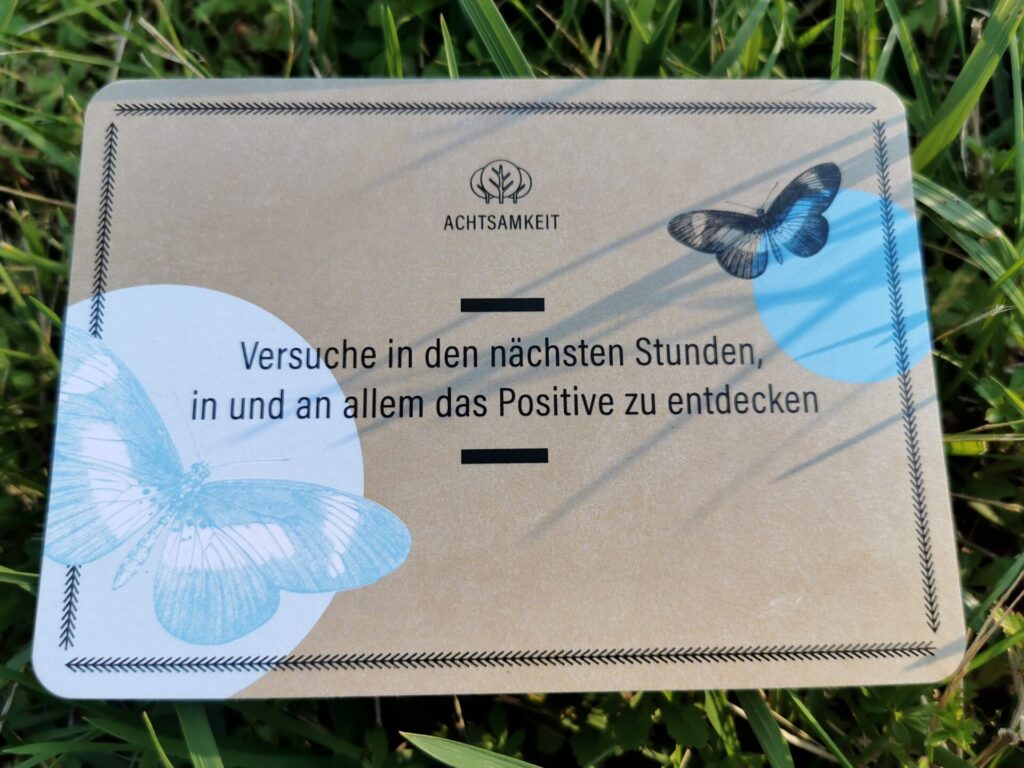 ACHTSAMKEIT
Versuche in den nächsten Stunden,
in und an allem das Positive zu entdecken